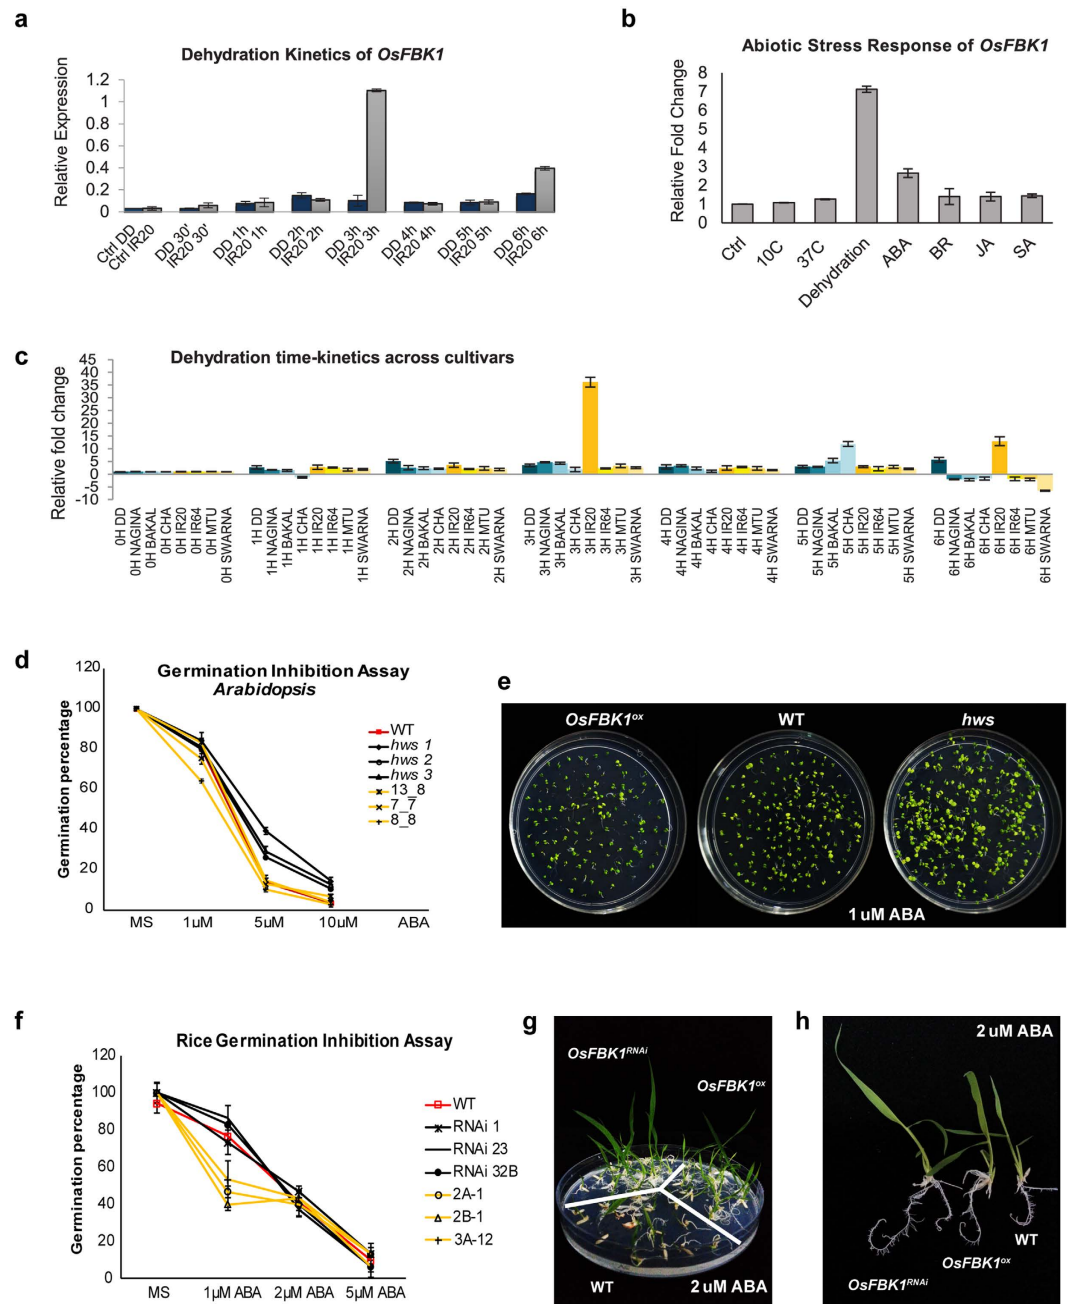 a
Dehydration Kinetics of OsFBK1
Relative Expression
1.2
1
0.8
0.6
0.4
0.2
0
Ctrl DD
Ctrl IR20
DD 30'
IR20 30'
DD 1h
IR20 1h
DD 2h
IR20 2h
DD 3h
IR20 3h
DD 4h
IR20 4h
DD 5h
IR20 5h
DD 6h
IR20 6h
b
Abiotic Stress Response of OsFBK1
Relative Fold Change
8
7
6
5
4
3
2
1
0
Ctrl
10C
37C
Dehydration
ABA
BR
JA
SA
c
Dehydration time-kinetics across cultivars
Relative fold change
45
40
35
30
25
20
15
10
5
-5
-10
0H DD
0H NAGINA
0H BAKAL
0H CHA
0H IR20
0H IR64
0H MTU
0H SWARNA
1H DD
1H NAGINA
1H BAKAL
1H CHA
1H IR20
1H IR64
1H MTU
1H SWARNA
2H DD
2H NAGINA
2H BAKAL
2H CHA
2H IR20
2H IR64
2H MTU
2H SWARNA
3H DD
3H NAGINA
3H BAKAL
3H CHA
3H IR20
3H IR64
3H MTU
3H SWARNA
4H DD
4H NAGINA
4H BAKAL
4H CHA
4H IR20
4H IR64
4H MTU
4H SWARNA
5H DD
5H NAGINA
5H BAKAL
5H CHA
5H IR20
5H IR64
5H MTU
5H SWARNA
6H DD
6H NAGINA
6H BAKAL
6H CHA
6H IR20
6H IR64
6H MTU
6H SWARNA
d
Germination Inhibition Assay
Arabidopsis
Germination percentage
120
100
80
60
40
20
0
MS 1µM 5µM 10µM ABA
WT
hws 1
hws 2
hws 3
13_8
7_7
8_8
e
OsFBK1ox WT hws
1 uM ABA
f
Rice Germination Inhibition Assay
Germination percentage
120
100
80
60
40
20
0
MS 1µM ABA 2µM ABA 5µM ABA
WT
RNAi 1
RNAi 23
RNAi 32B
2A-1
2B-1
3A-12
g
OsFBK1RNAi
OsFBK1ox
WT
2 uM ABA
h
2 uM ABA
WT
OsFBK1ox
OsFBK1RNAi